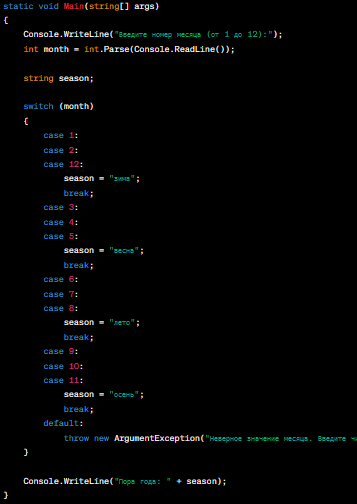 static void Main(string[] args)
{
Console.WriteLine("Введите номер месяца (от 1 до 12):");
int month = int.Parse(Console.ReadLine());
string season;
switch (month)
{
case 1:
case 2:
case 12:
season = "зима";
break;
case 3:
case 4:
case 5:
season = "весна";
break;
case 6:
case 7:
case 8:
season = "лето";
break;
case 9:
case 10:
case 11:
season = "осень";
break;
default:
throw new ArgumentException("Неверное значение месяца. Введите
}
Console.WriteLine("Пора года: " + season);
}